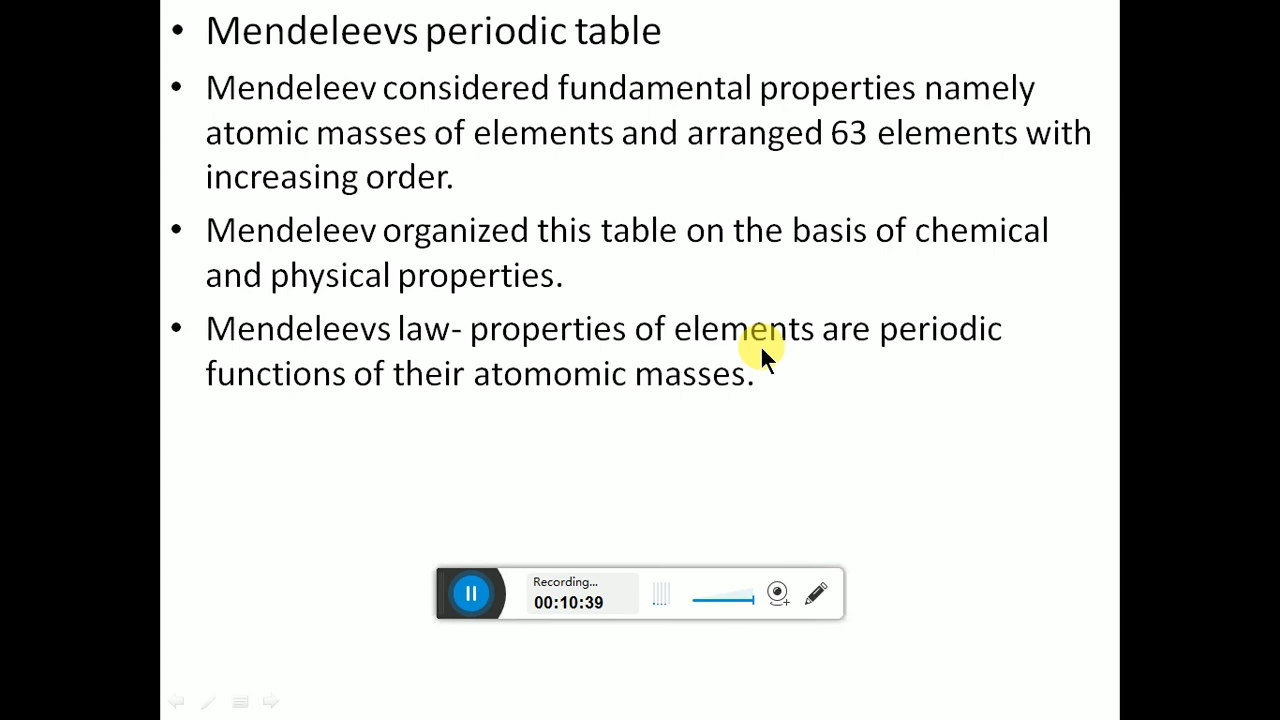 • Mendeleevs periodic table
• Mendeleev considered fundamental properties namely
atomic masses of elements and arranged 63 elements with
increasing order.
• Mendeleev organized this table on the basis of chemical
and physical properties.
• Mendeleevs law- properties of elements are periodic
functions of their atomomic masses.
Recording...
00:10:39